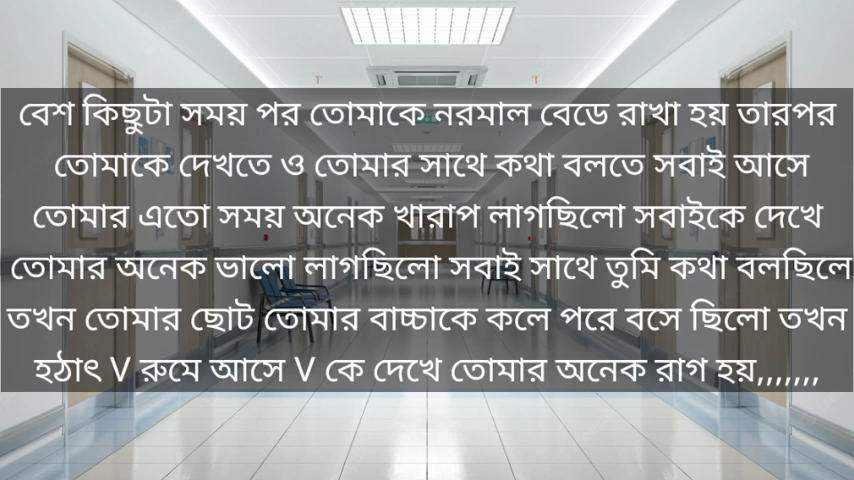 বেশ কিছুটা সময় পর তোমাকে নরমাল বেডে রাখা হয় তারপর
তোমাকে দেখতে ও তোমার সাথে কথা বলতে সবাই আসে
তোমার এতো সময় অনেক খারাপ লাগছিলো সবাইকে দেখে
তোমার অনেক ভালো লাগছিলো সবাই সাথে তুমি কথা বলছিলে
তখন তোমার ছোট তোমার বাচ্চাকে কলে পরে বসে ছিলো তখন
হঠাৎ V রুমে আসে V কে দেখে তোমার অনেক রাগ হয়,,,,,,,